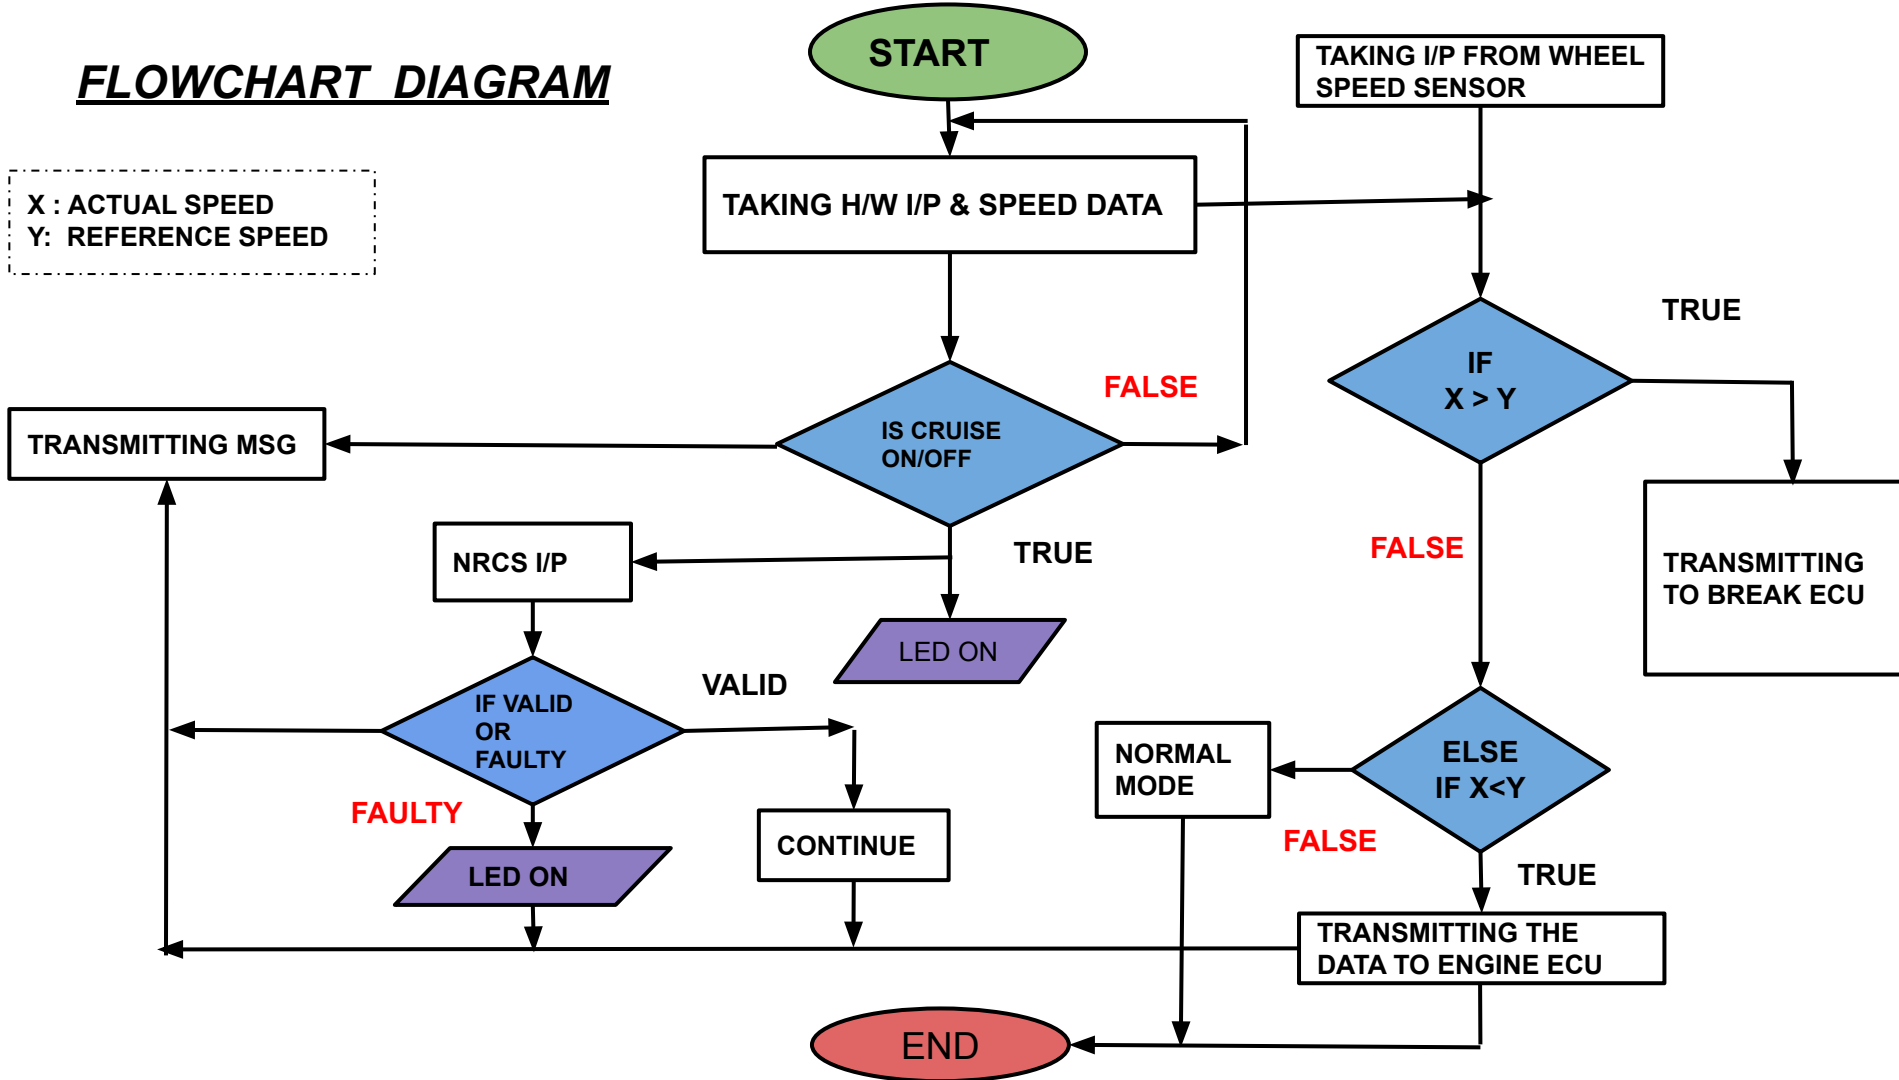 FLOWCHART DIAGRAM
START
TAKING I/P FROM WHEEL
SPEED SENSOR
X : ACTUAL SPEED
Y: REFERENCE SPEED
TAKING H/W I/P & SPEED DATA
TRUE
IF
X > Y
FALSE
IS CRUISE
ON/OFF
TRANSMITTING MSG
TRUE
NRCS I/P
FALSE
TRANSMITTING
TO BREAK ECU
LED ON
VALID
IF VALID
OR
FAULTY
NORMAL
MODE
ELSE
IF X<Y
FAULTY
CONTINUE
FALSE
LED ON
TRUE
TRANSMITTING THE
DATA TO ENGINE ECU
END